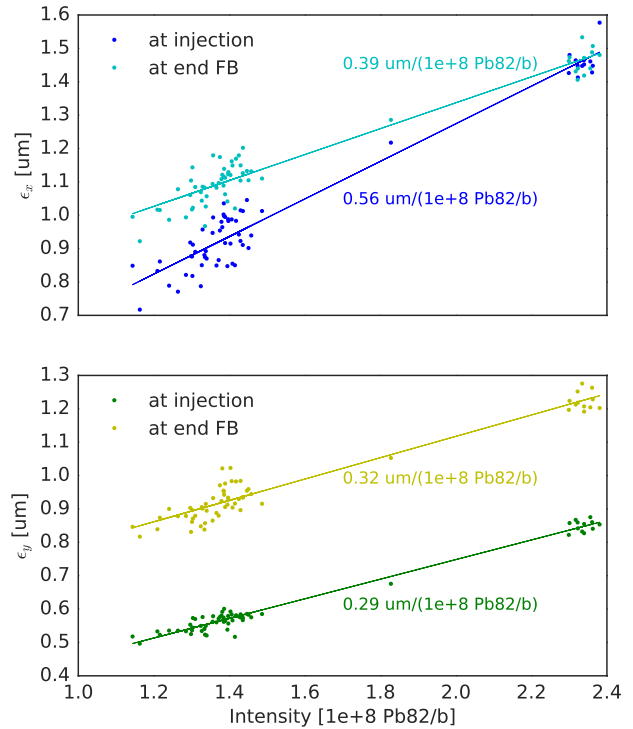 1.6
1.5
1.4
1.3
1.2
1.1
1.0
0.9
0.8
0.7
ϵx [um]
at injection
at end FB
0.39 um/(1e+8 Pb82/b)
0.56 um/(1e+8 Pb82/b)
1.3
1.2
1.1
1.0
0.9
0.8
0.7
0.6
0.5
0.4
ϵy [um]
at injection
at end FB
0.32 um/(1e+8 Pb82/b)
0.29 um/(1e+8 Pb82/b)
1.0 1.2 1.4 1.6 1.8 2.0 2.2 2.4
Intensity [1e+8 Pb82/b]